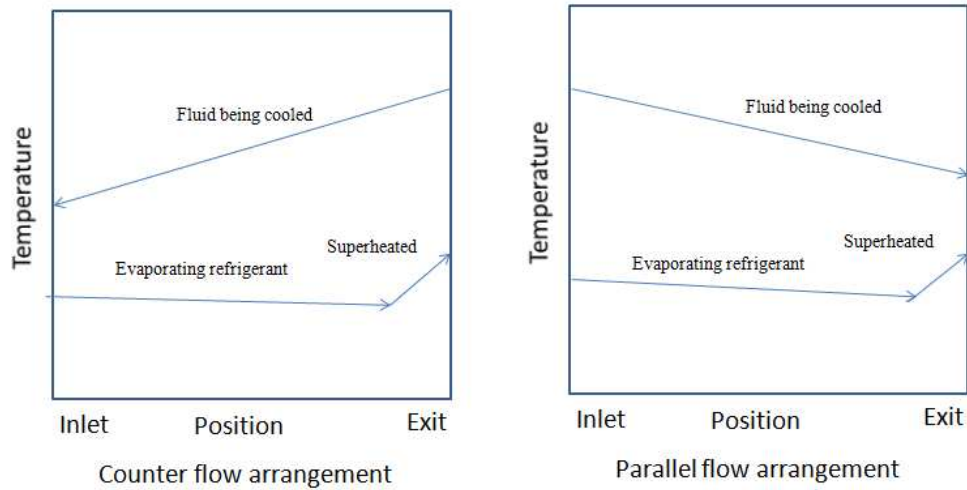 Temperature
Fluid being cooled
Superheated
Evaporating refrigerant
Inlet
Position
Exit
Counter flow arrangement
Temperature
Fluid being cooled
Superheated
Evaporating refrigerant
Inlet
Position
Exit
Parallel flow arrangement